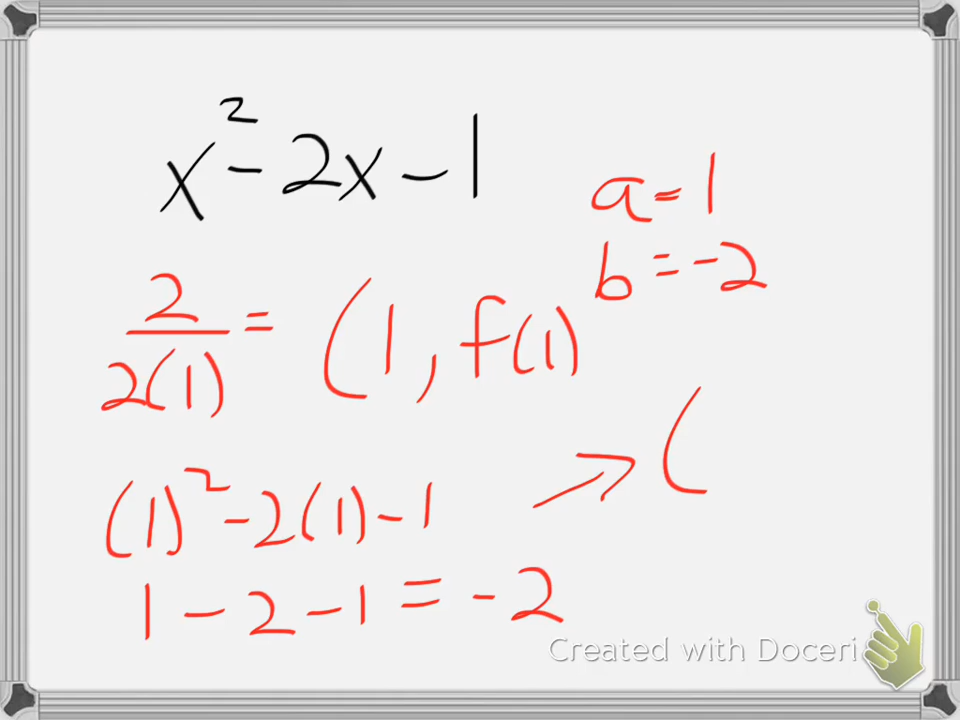 x² - 2x - 1
a = 1
b = -2
2
2(1)
= (1, f(1)
(1)² - 2(1) - 1
→ (
1 - 2 - 1 = -2
Created with Doceri